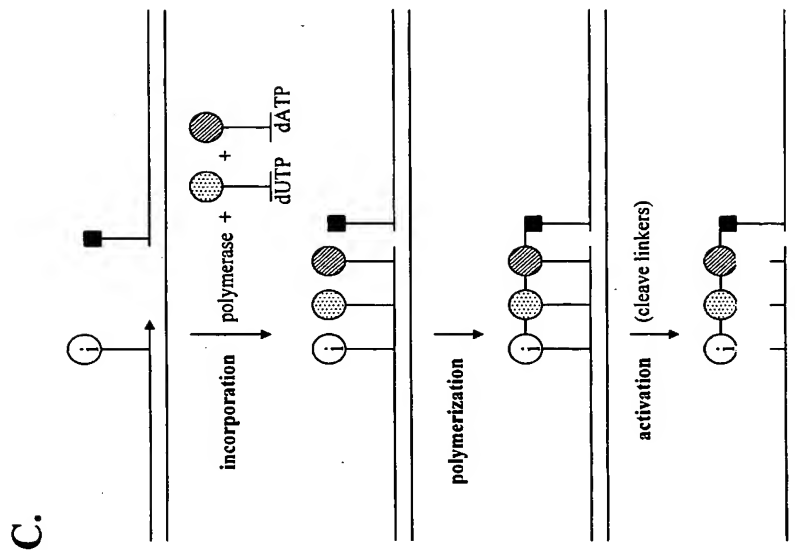 C.
i
incorporation
polymerase + dUTP + dATP
i
polymerization
i
activation
(cleave linkers)
i